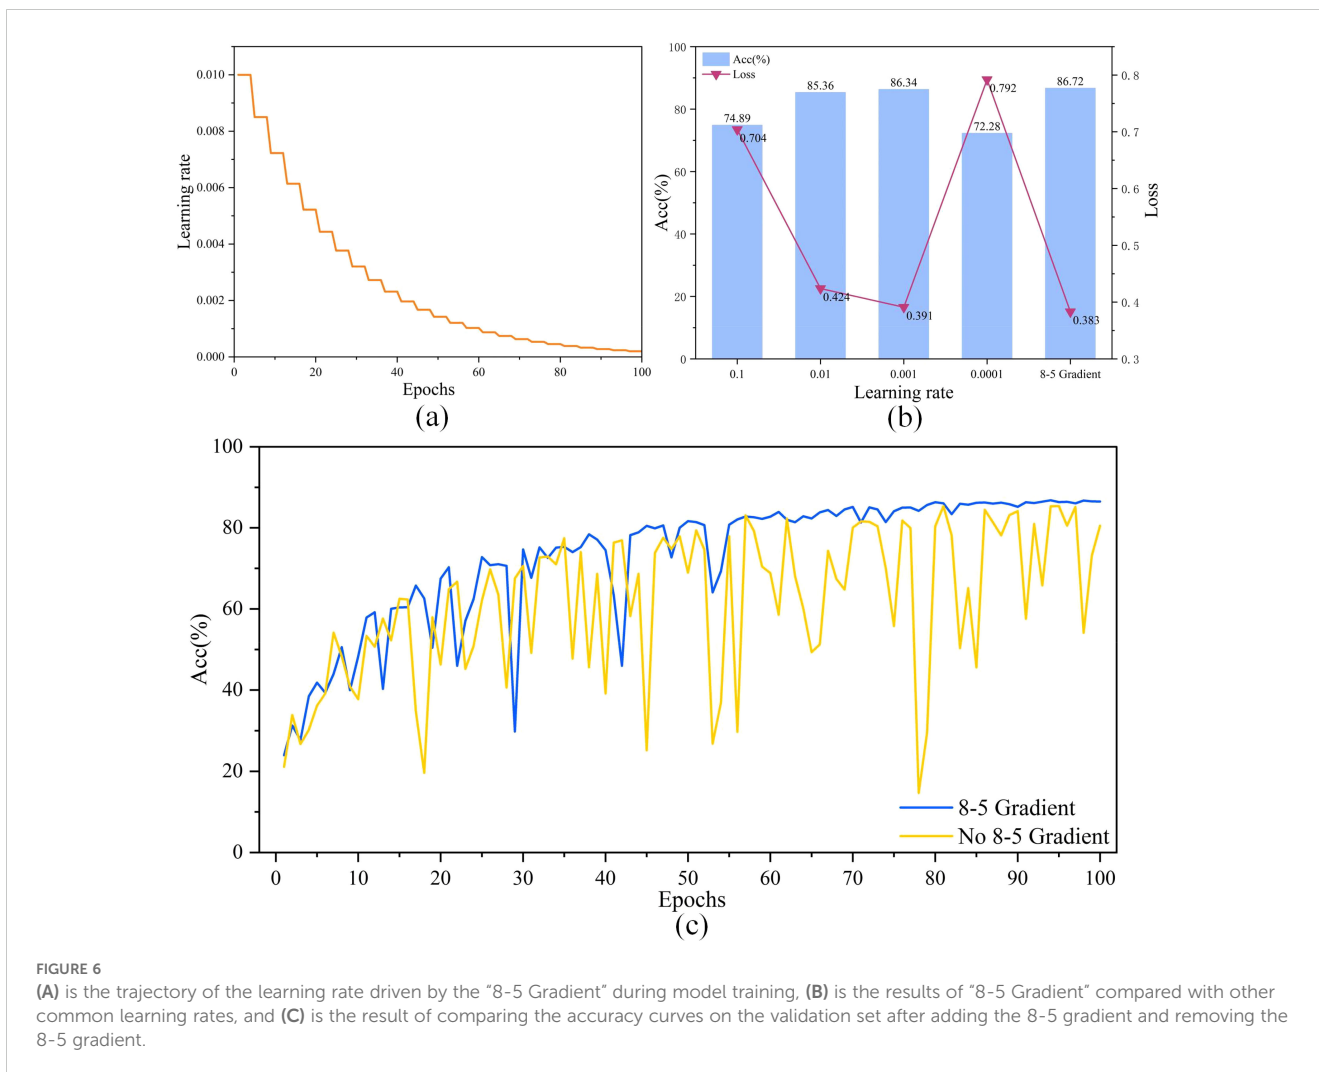 0.010
0.008
0.006
0.004
0.002
0.000
Learning rate
0 20 40 60 80 100
Epochs
(a)
100
80
60
40
20
0
Acc(%)
Acc(%)
Loss
74.89
85.36
86.34
72.28
86.72
0.704
0.424
0.391
0.792
0.383
0.8
0.7
0.6
0.5
0.4
0.3
Loss
0.1 0.01 0.001 0.0001 8-5 Gradient
Learning rate
(b)
100
80
60
40
20
0
Acc(%)
8-5 Gradient
No 8-5 Gradient
0 10 20 30 40 50 60 70 80 90 100
Epochs
(c)
FIGURE 6
(A) is the trajectory of the learning rate driven by the “8-5 Gradient” during model training, (B) is the results of “8-5 Gradient” compared with other
common learning rates, and (C) is the result of comparing the accuracy curves on the validation set after adding the 8-5 gradient and removing the
8-5 gradient.